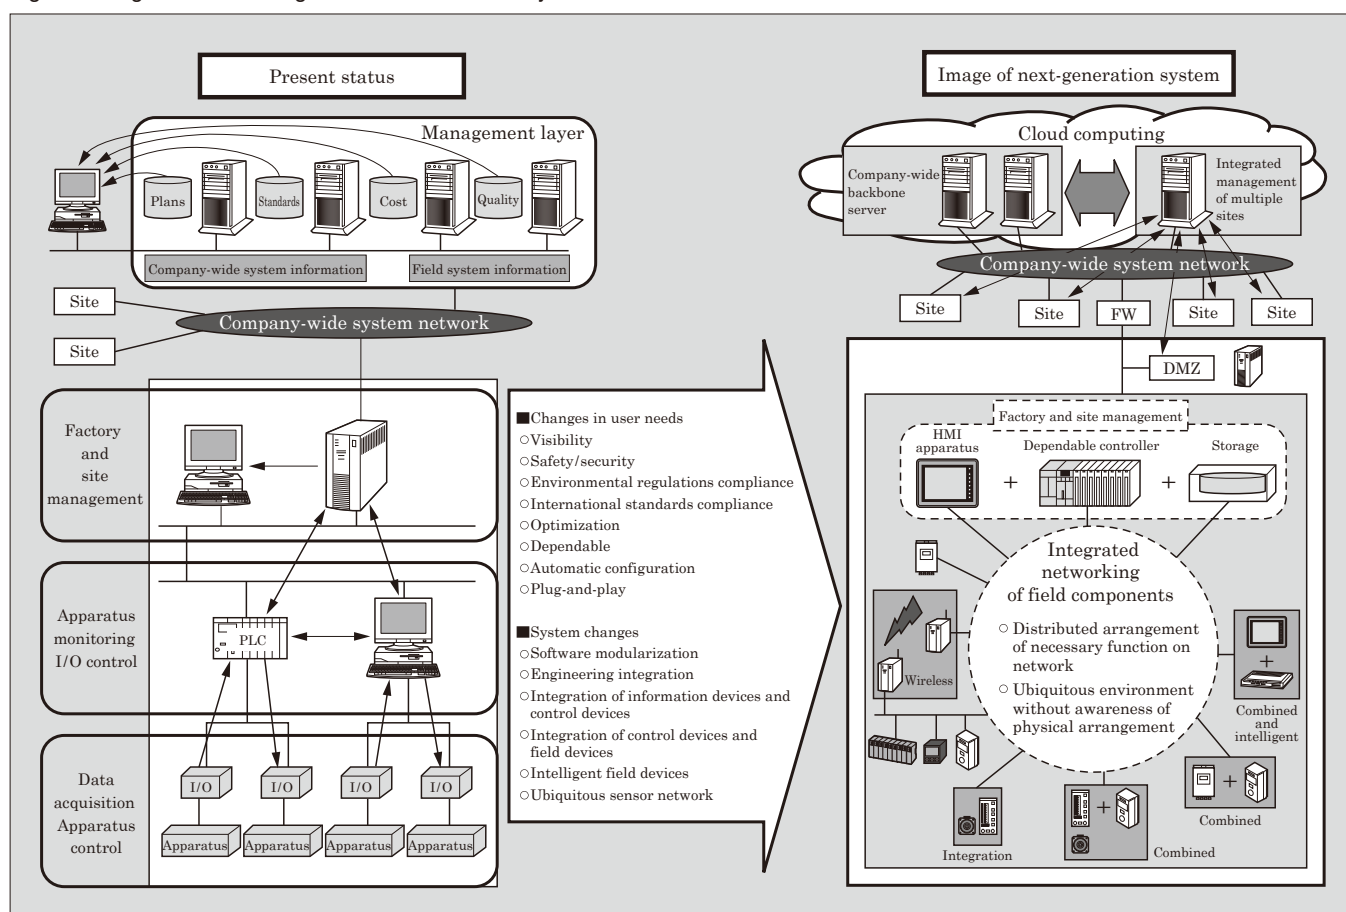 Present status
Management layer
Plans
Standards
Cost
Quality
Company-wide system information
Field system information
Site
Company-wide system network
Site
Factory
and
site
management
Apparatus
monitoring
I/O control
PLC
Data
acquisition
Apparatus
control
I/O
I/O
I/O
I/O
Apparatus
Apparatus
Apparatus
Apparatus
■Changes in user needs
○Visibility
○Safety/security
○Environmental regulations compliance
○International standards compliance
○Optimization
○Dependable
○Automatic configuration
○Plug-and-play
■System changes
○Software modularization
○Engineering integration
○Integration of information devices and
control devices
○Integration of control devices and
field devices
○Intelligent field devices
○Ubiquitous sensor network
Image of next-generation system
Cloud computing
Company-wide
backbone
server
Integrated
management
of multiple
sites
Company-wide system network
Site
Site
FW
Site
Site
DMZ
Factory and site management
HMI
apparatus
Dependable controller
Storage
+
+
Integrated
networking
of field components
○ Distributed arrangement
of necessary function on
network
○ Ubiquitous environment
without awareness of
physical arrangement
Wireless
+
Combined
and
intelligent
+
Combined
Integration
+
Combined